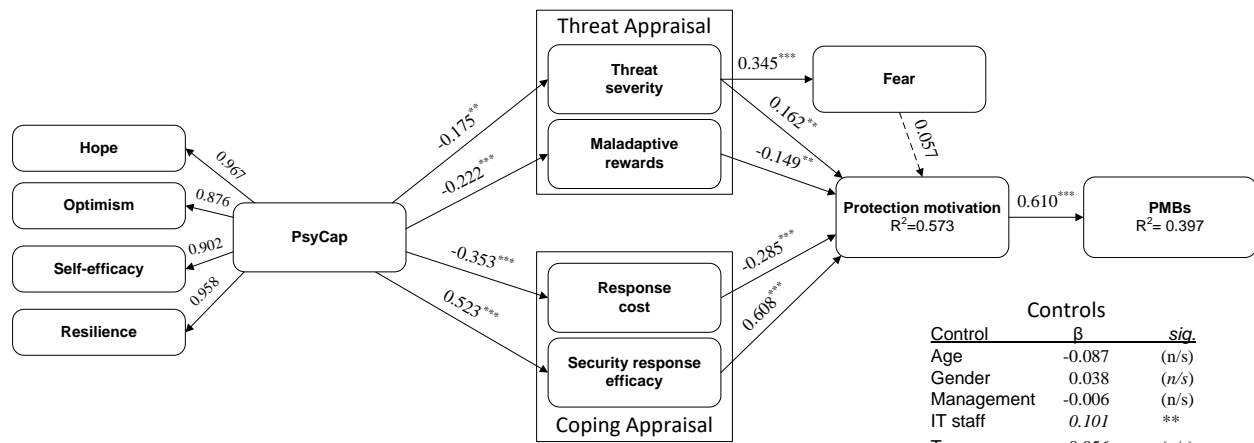 Threat Appraisal
Threat
severity
0.345***
Fear
-0.175**
0.162**
0.057
Maladaptive
rewards
-0.222***
-0.149**
Hope
0.967
Optimism
0.876
PsyCap
Protection motivation
R²=0.573
0.610***
PMBs
R²= 0.397
Self-efficacy
0.902
Resilience
0.958
-0.353***
Response
cost
-0.285***
0.523***
Security response
efficacy
0.608***
Coping Appraisal
Controls
Control β sig.
Age -0.087 (n/s)
Gender 0.038 (n/s)
Management -0.006 (n/s)
IT staff 0.101 **